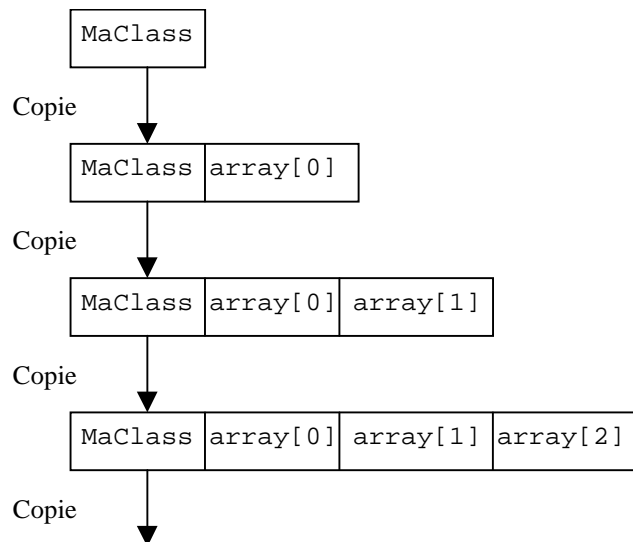 MaClass
Copie
MaClass array[0]
Copie
MaClass array[0] array[1]
Copie
MaClass array[0] array[1] array[2]
Copie